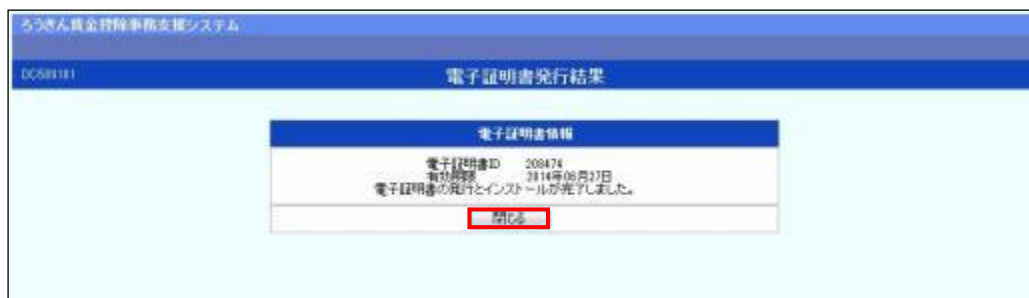 ろうきん賃金控除事務支援システム
電子証明書発行結果
電子証明書情報
電子証明書ID 208474
有効期限 2014年06月27日
電子証明書の発行とインストールが完了しました。
閉じる